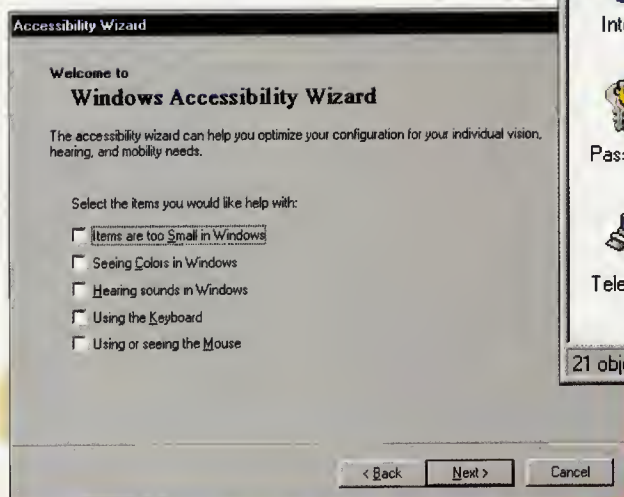 Accessibility Wizard
Welcome to
Windows Accessibility Wizard
The accessibility wizard can help you optimize your configuration for your individual vision,
hearing, and mobility needs.
Select the items you would like help with:
Items are too Small in Windows
Seeing Colors in Windows
Hearing sounds in Windows
Using the Keyboard
Using or seeing the Mouse
< Back
Next >
Cancel
Int
Pas
Tele
21 obj